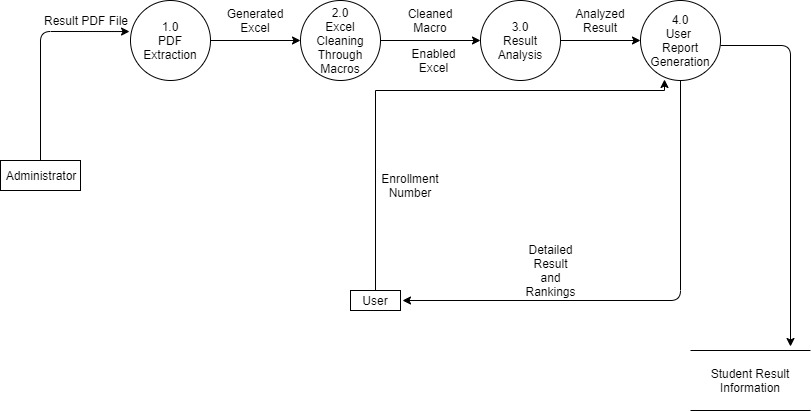 Result PDF File
1.0
PDF
Extraction
Generated
Excel
2.0
Excel
Cleaning
Through
Macros
Cleaned
Macro
Enabled
Excel
3.0
Result
Analysis
Analyzed
Result
4.0
User
Report
Generation
Administrator
Enrollment
Number
Detailed
Result
and
Rankings
User
Student Result
Information